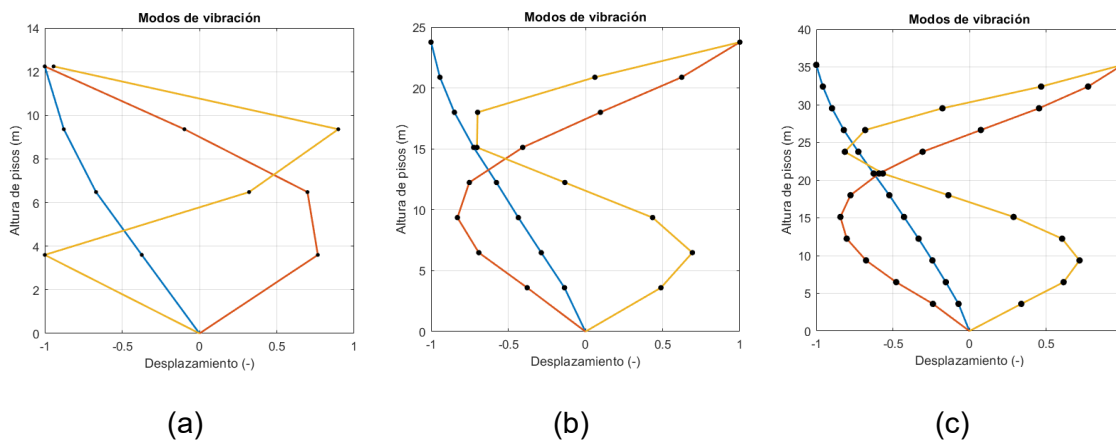 Modos de vibración
14
12
10
8
6
4
2
0
Altura de pisos (m)
-1 -0.5 0 0.5 1
Desplazamiento (-)
(a)
Modos de vibración
25
20
15
10
5
0
Altura de pisos (m)
-1 -0.5 0 0.5 1
Desplazamiento (-)
(b)
Modos de vibración
40
35
30
25
20
15
10
5
0
Altura de pisos (m)
-1 -0.5 0 0.5
Desplazamiento (-)
(c)